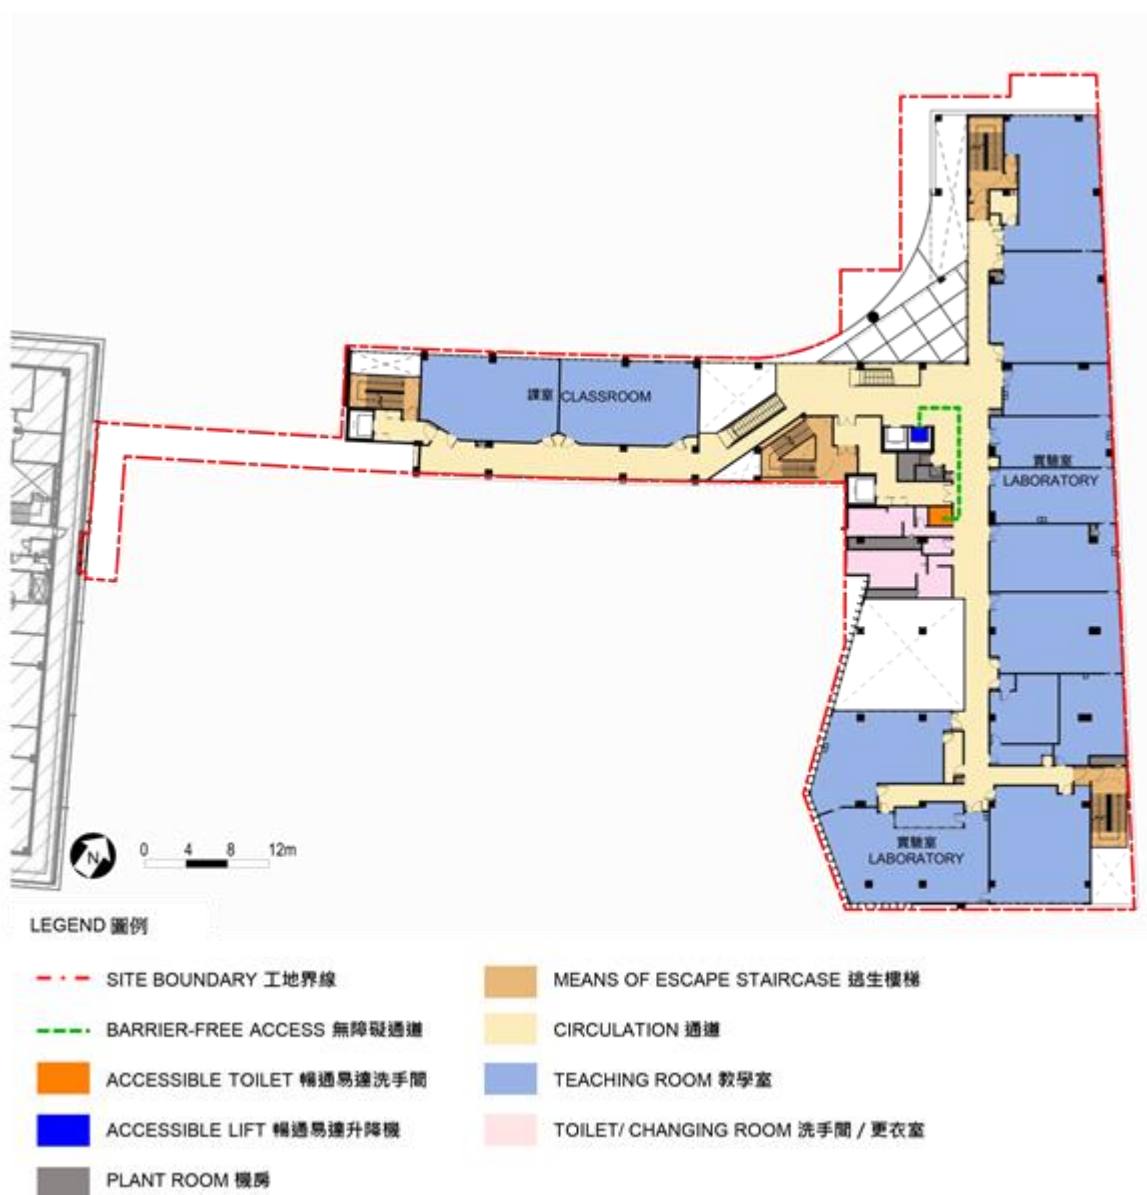 課室 CLASSROOM
實驗室
LABORATORY
實驗室
LABORATORY
N
0 4 8 12m
LEGEND 圖例
SITE BOUNDARY 工地界線
BARRIER-FREE ACCESS 無障礙通道
ACCESSIBLE TOILET 暢通易達洗手間
ACCESSIBLE LIFT 暢通易達升降機
PLANT ROOM 機房
MEANS OF ESCAPE STAIRCASE 逃生樓梯
CIRCULATION 通道
TEACHING ROOM 教學室
TOILET/ CHANGING ROOM 洗手間 / 更衣室